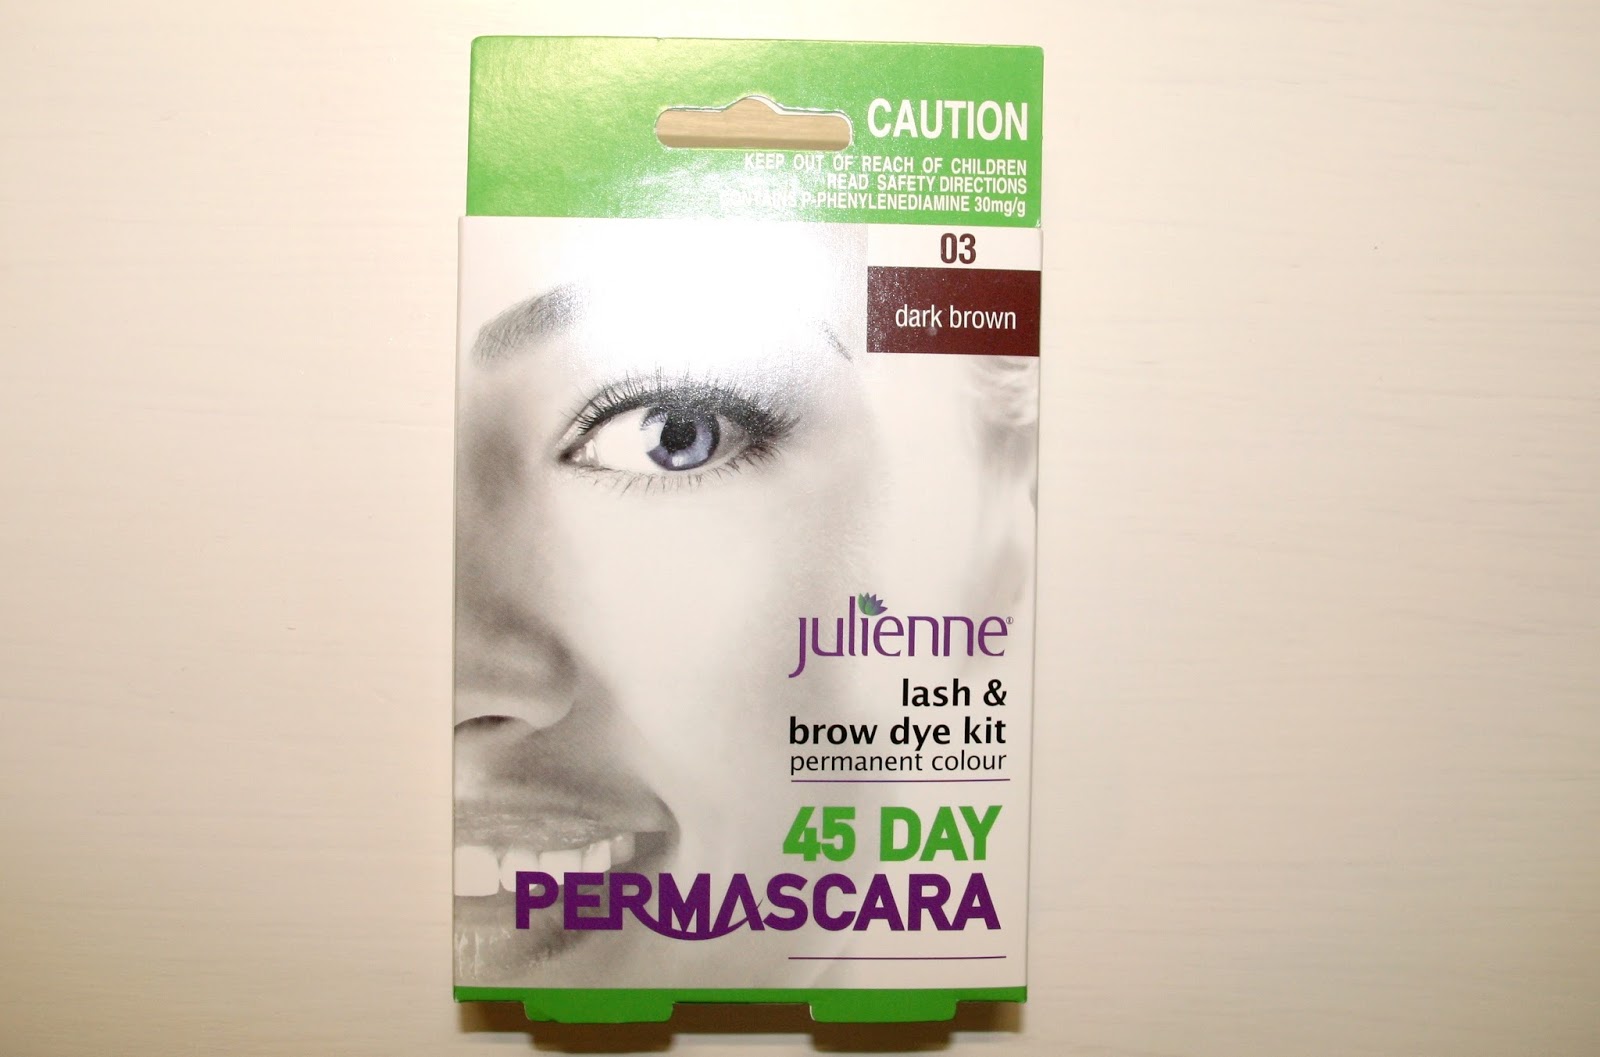 CAUTION
KEEP OUT OF REACH OF CHILDREN
READ SAFETY DIRECTIONS
CONTAINS P-PHENYLENEDIAMINE 30mg/g
03
dark brown
julienne®
lash &
brow dye kit
permanent colour
45 DAY
PERMASCARA